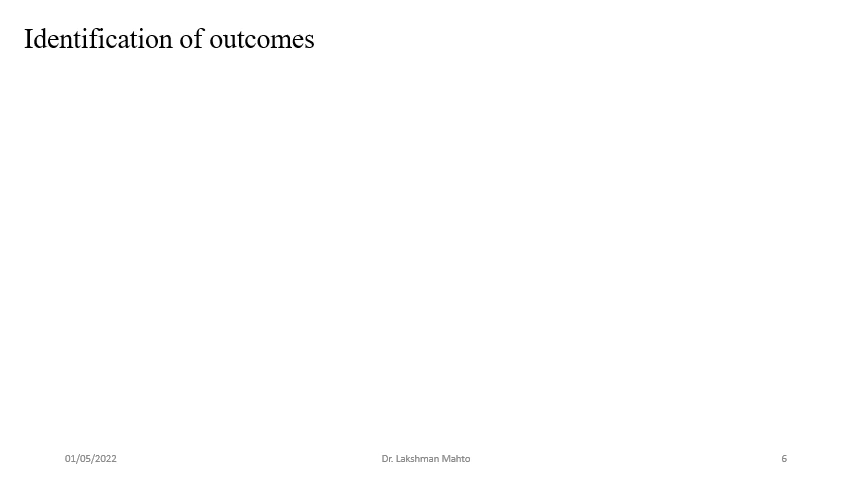 Identification of outcomes
01/05/2022
Dr. Lakshman Mahto
6